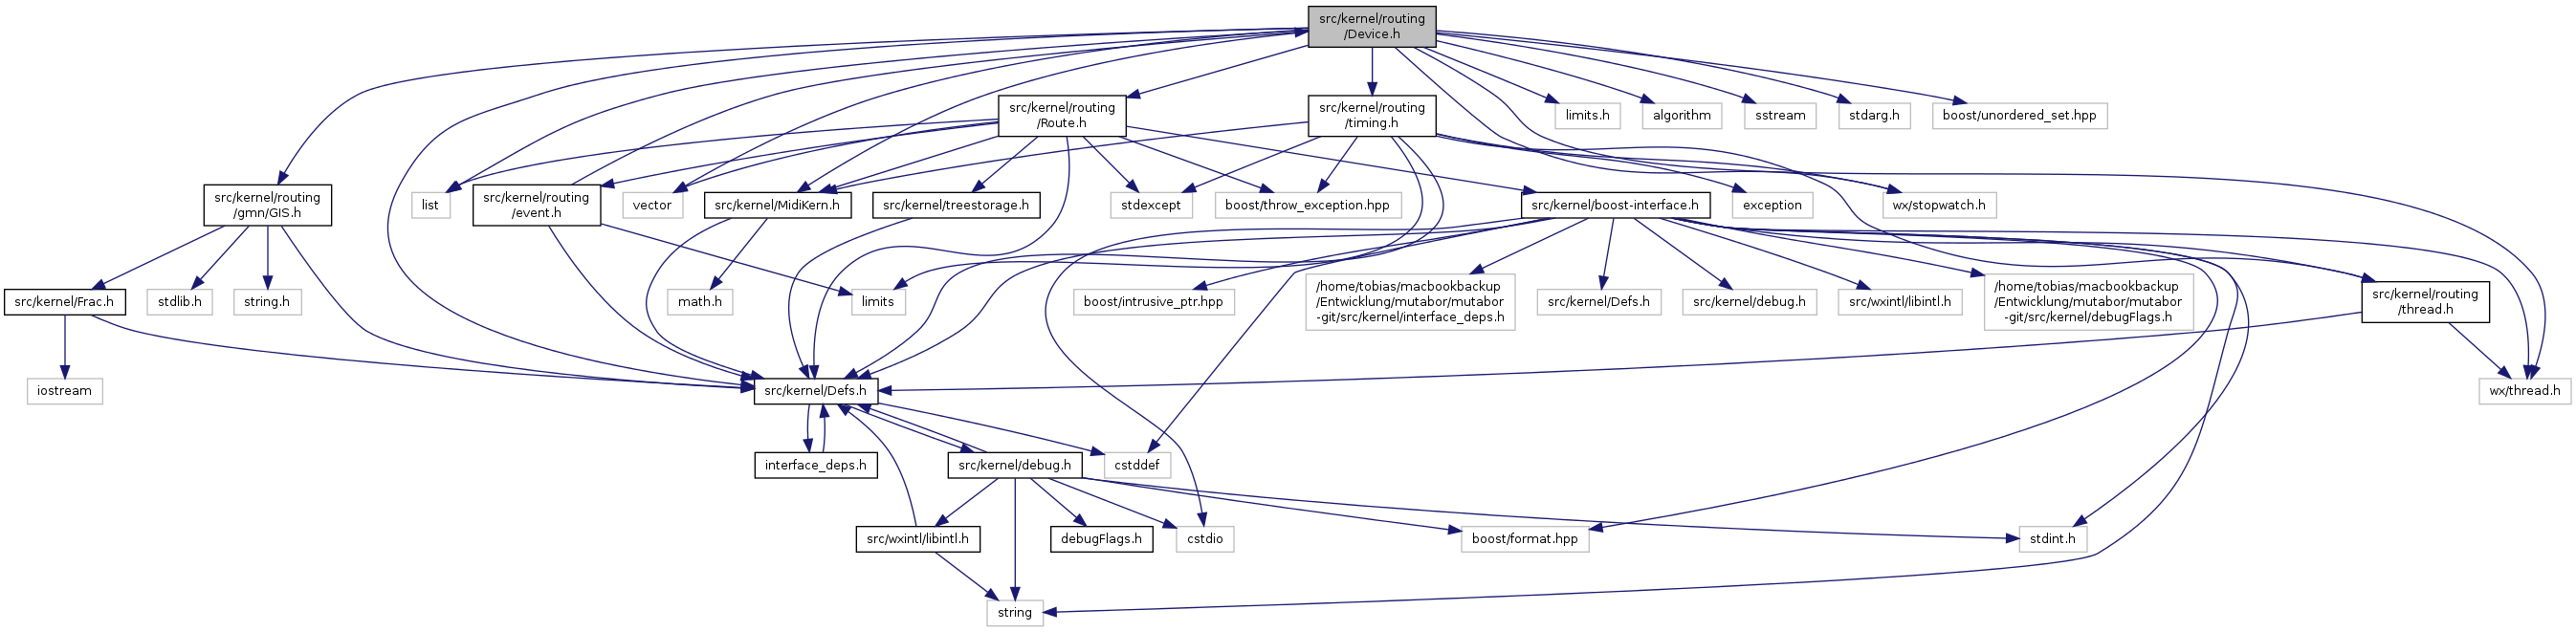 src/kernel/routing
/Device.h
src/kernel/routing
/Route.h
src/kernel/routing
/timing.h
limits.h
algorithm
sstream
stdarg.h
boost/unordered_set.hpp
src/kernel/routing
/gmn/GIS.h
list
src/kernel/routing
/event.h
vector
src/kernel/MidiKern.h
src/kernel/treestorage.h
stdexcept
boost/throw_exception.hpp
src/kernel/boost-interface.h
exception
wx/stopwatch.h
src/kernel/Frac.h
stdlib.h
string.h
math.h
limits
boost/intrusive_ptr.hpp
/home/tobias/macbookbackup
/Entwicklung/mutabor/mutabor
-git/src/kernel/interface_deps.h
src/kernel/Defs.h
src/kernel/debug.h
src/wxintl/libintl.h
/home/tobias/macbookbackup
/Entwicklung/mutabor/mutabor
-git/src/kernel/debugFlags.h
src/kernel/routing
/thread.h
iostream
src/kernel/Defs.h
wx/thread.h
interface_deps.h
src/kernel/debug.h
cstddef
src/wxintl/libintl.h
debugFlags.h
cstdio
boost/format.hpp
stdint.h
string